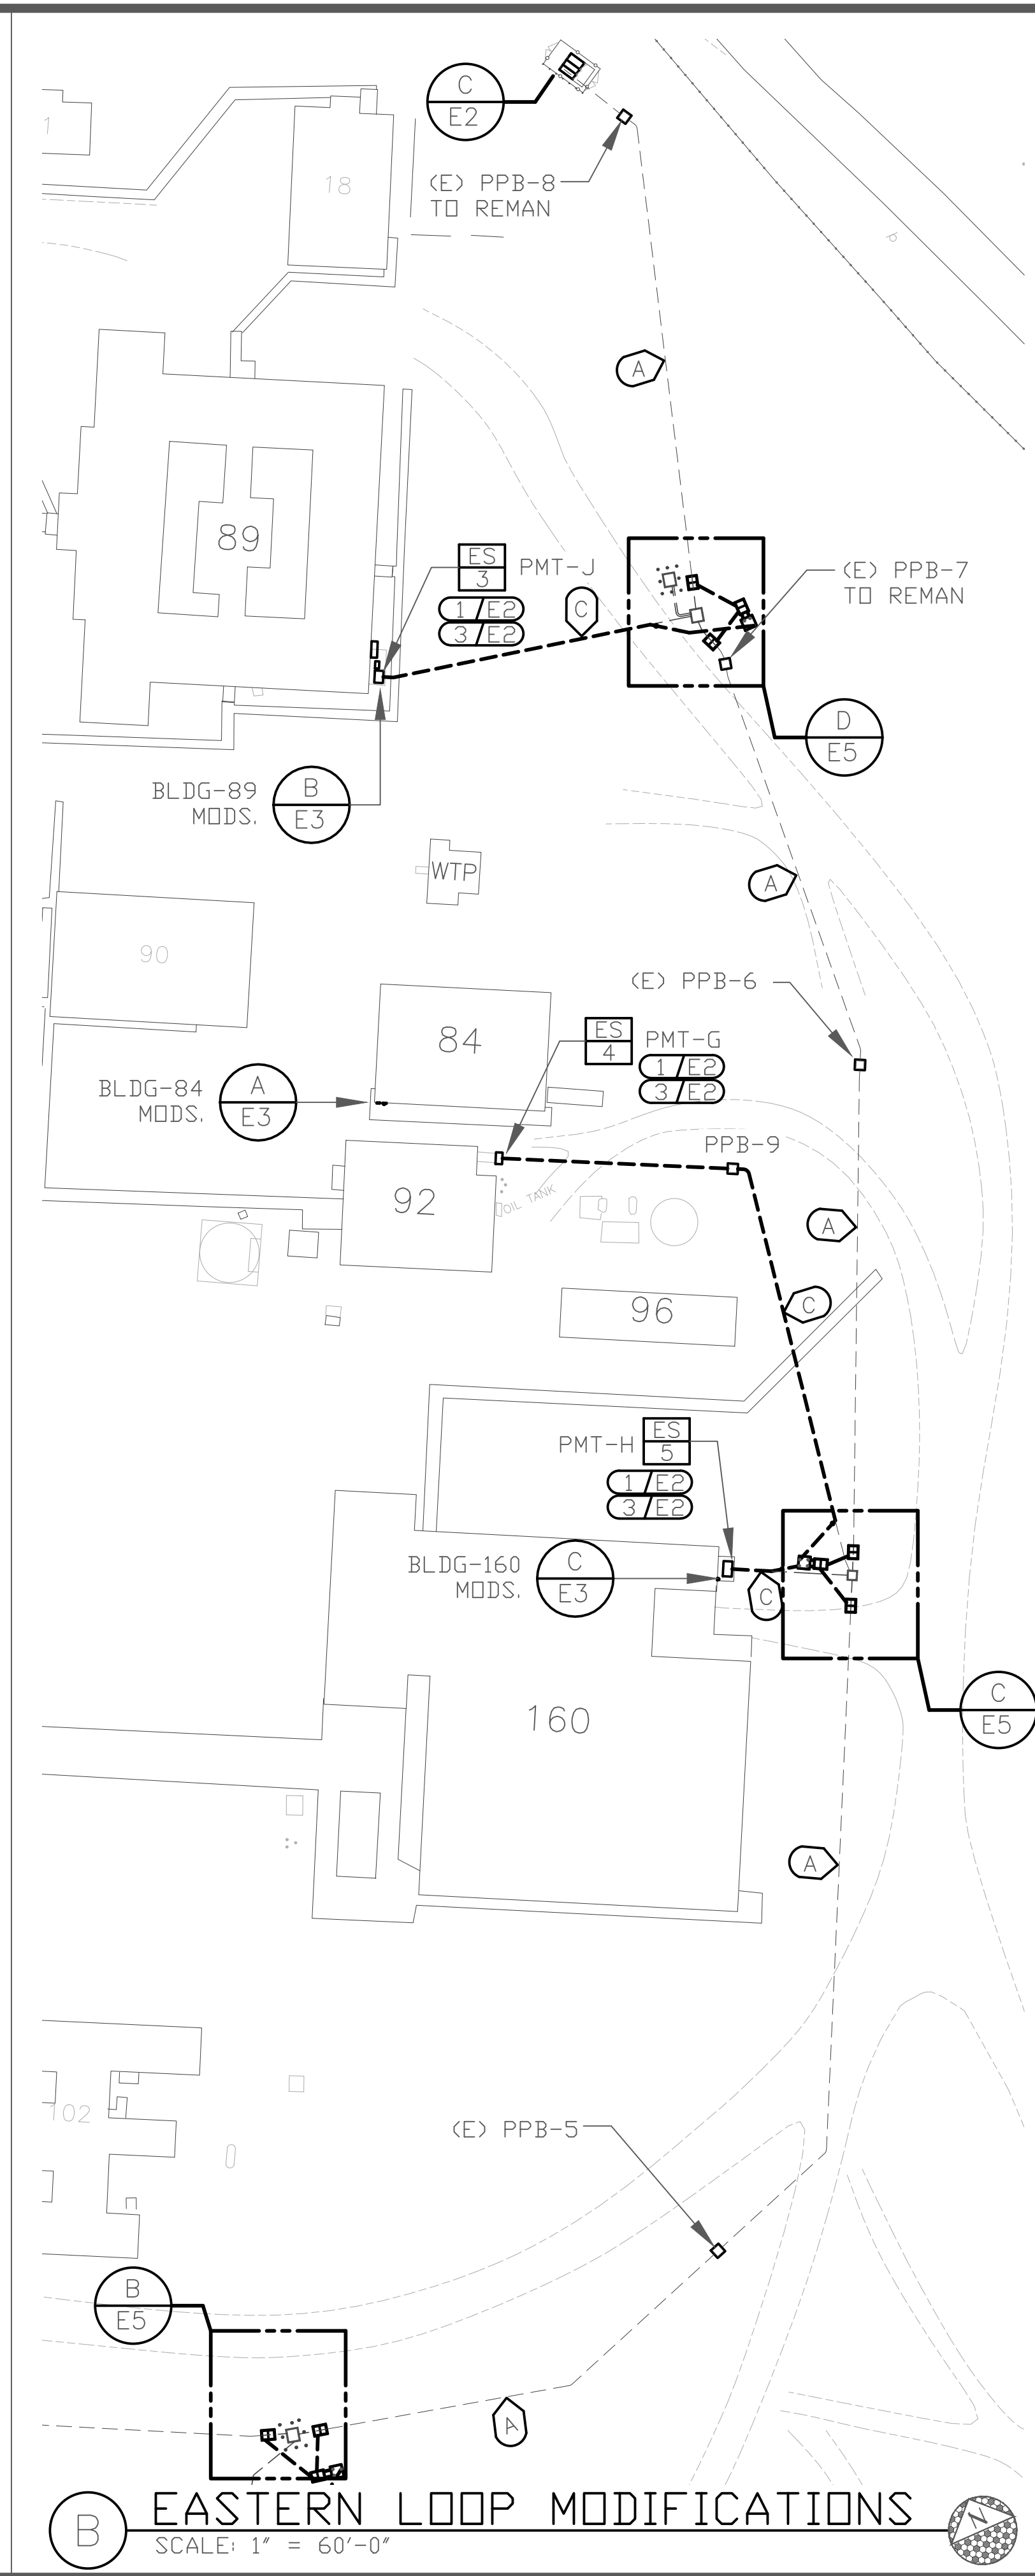 C
E2
1
18
(E) PPB-8
TO REMAN
A
89
ES
3
PMT-J
1/E2
3/E2
C
(E) PPB-7
TO REMAN
D
E5
BLDG-89
MODS.
B
E3
WTP
A
90
(E) PPB-6
84
ES
4
PMT-G
1/E2
3/E2
BLDG-84
MODS.
A
E3
PPB-9
92
OIL TANK
A
C
96
PMT-H
ES
5
1/E2
3/E2
BLDG-160
MODS.
C
E3
C
160
C
E5
A
102
(E) PPB-5
B
E5
A
B
EASTERN LOOP MODIFICATIONS
SCALE: 1" = 60'-0"
N